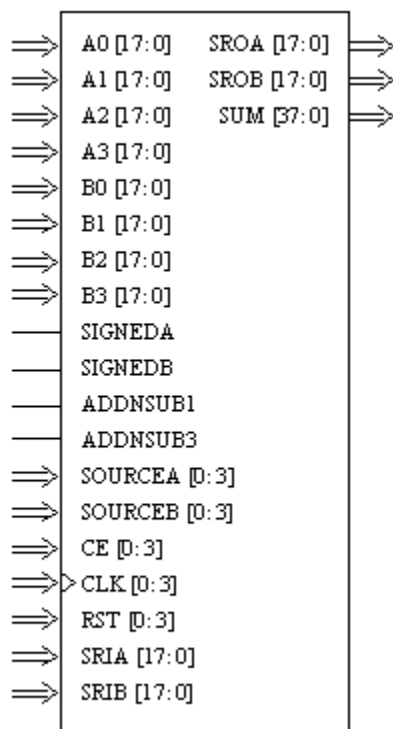 A0 [17:0] SROA [17:0]
A1 [17:0] SROB [17:0]
A2 [17:0] SUM [37:0]
A3 [17:0]
B0 [17:0]
B1 [17:0]
B2 [17:0]
B3 [17:0]
SIGNEDA
SIGNEDB
ADDNSUB1
ADDNSUB3
SOURCEA [0:3]
SOURCEB [0:3]
CE [0:3]
CLK [0:3]
RST [0:3]
SRIA [17:0]
SRIB [17:0]